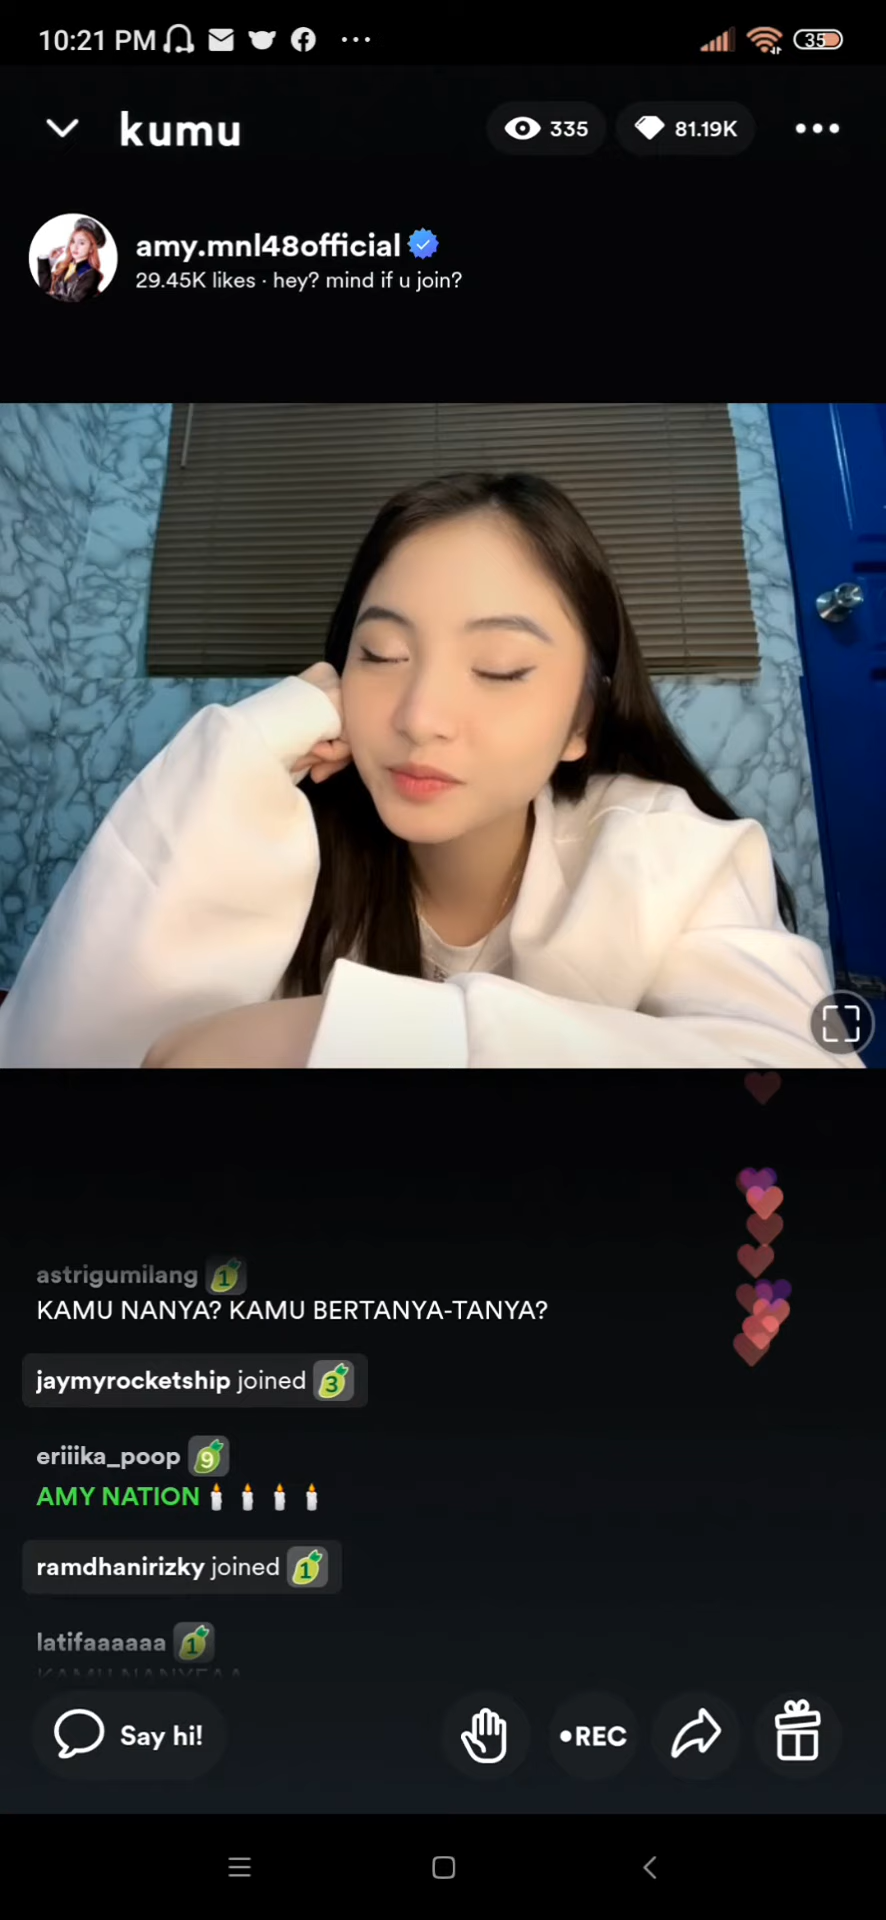 10:21 PM
35
kumu
335
81.19K
amy.mnl48official
29.45K likes · hey? mind if u join?
astrigumilang 1
KAMU NANYA? KAMU BERTANYA-TANYA?
jaymyrocketship joined 3
eriiika_poop 9
AMY NATION
ramdhanirizky joined 1
latifaaaaaa 1
KAMU NANYEAA
Say hi!
•REC